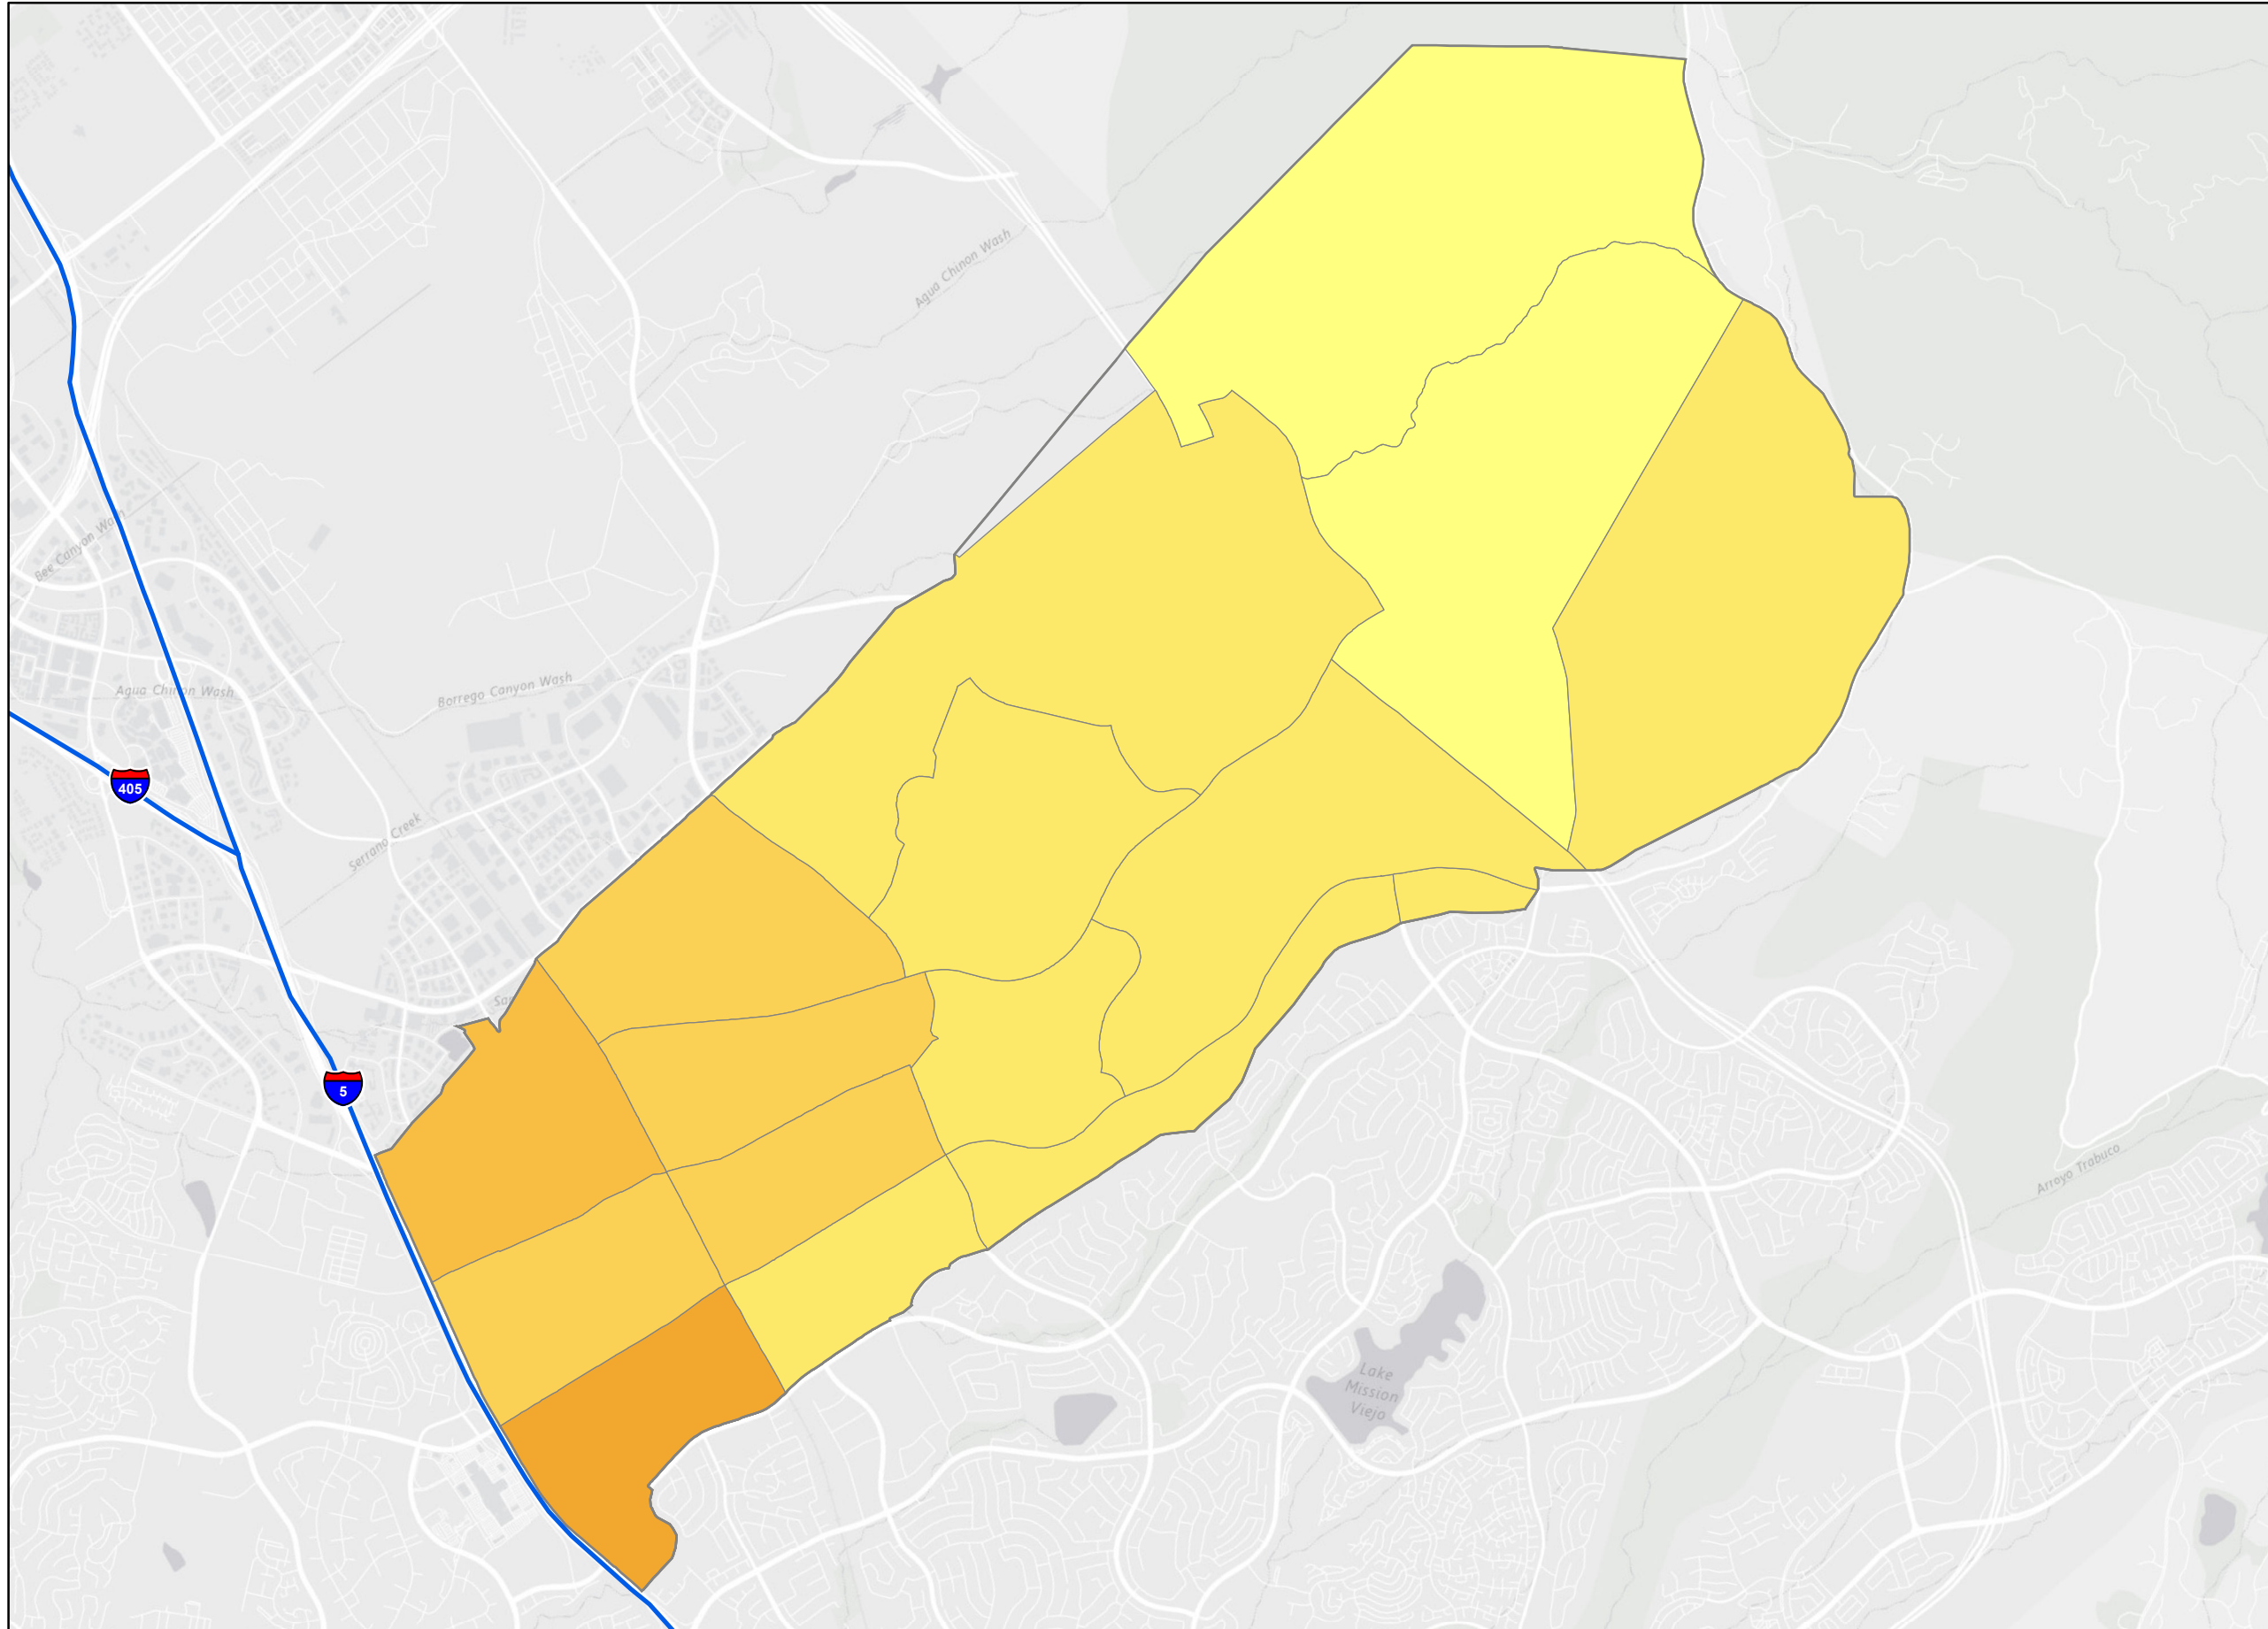 Agua Chinon Wash
Bee Canyon Wash
Agua Chinon Wash
Borrego Canyon Wash
405
Serrano Creek
San
5
Arroyo Trabuco
Lake
Mission
Viejo